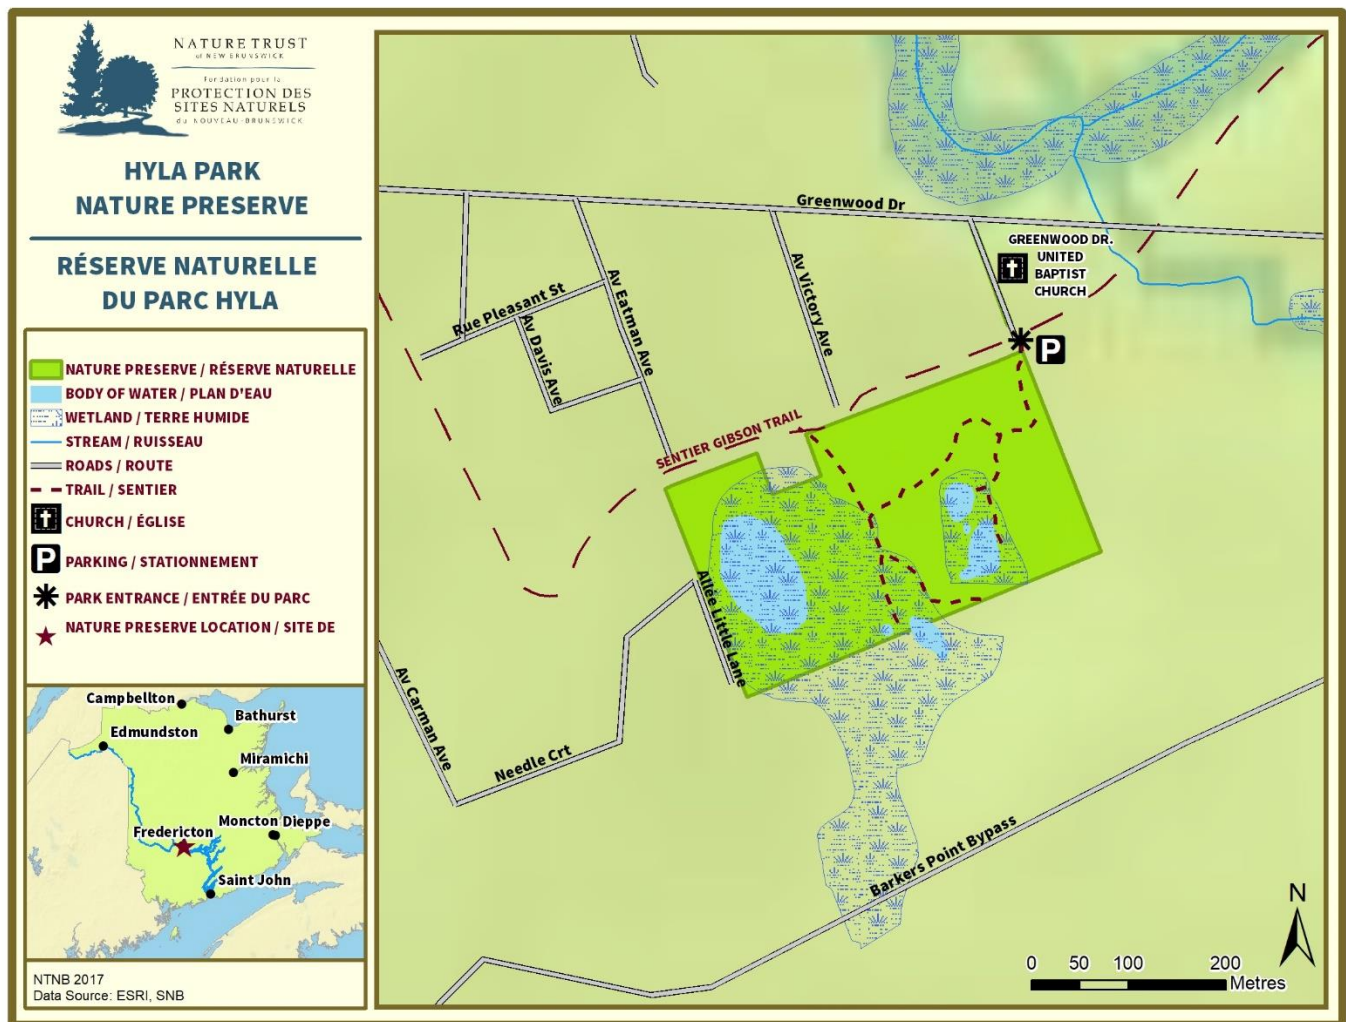 NATURE TRUST
of NEW BRUNSWICK
Fondation pour la
PROTECTION DES
SITES NATURELS
du NOUVEAU-BRUNSWICK
HYLA PARK
NATURE PRESERVE
RÉSERVE NATURELLE
DU PARC HYLA
NATURE PRESERVE / RÉSERVE NATURELLE
BODY OF WATER / PLAN D'EAU
WETLAND / TERRE HUMIDE
STREAM / RUISSEAU
ROADS / ROUTE
TRAIL / SENTIER
CHURCH / ÉGLISE
P PARKING / STATIONNEMENT
PARK ENTRANCE / ENTRÉE DU PARC
NATURE PRESERVE LOCATION / SITE DE
Campbellton
Bathurst
Edmundston
Miramichi
Moncton Dieppe
Fredericton
Saint John
NTNB 2017
Data Source: ESRI, SNB
Greenwood Dr
GREENWOOD DR.
UNITED
BAPTIST
CHURCH
P
Rue Pleasant St
Av Eatman Ave
Av Davis Ave
Av Victory Ave
SENTIER GIBSON TRAIL
Allée Little Lane
Av Carman Ave
Needle Crt
Barkers Point Bypass
N
0 50 100 200
Metres